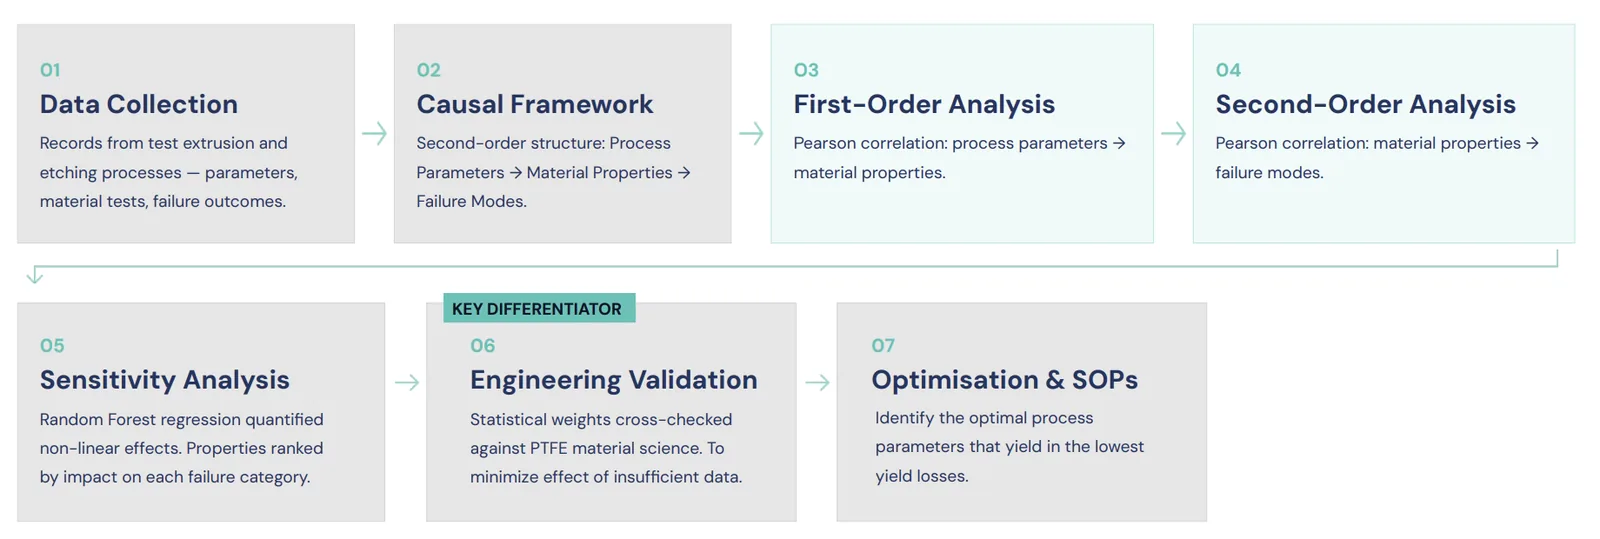 01
Data Collection
Records from test extrusion and
etching processes — parameters,
material tests, failure outcomes.
02
Causal Framework
Second-order structure: Process
Parameters → Material Properties →
Failure Modes.
03
First-Order Analysis
Pearson correlation: process parameters →
material properties.
04
Second-Order Analysis
Pearson correlation: material properties →
failure modes.
05
Sensitivity Analysis
Random Forest regression quantified
non-linear effects. Properties ranked
by impact on each failure category.
KEY DIFFERENTIATOR
06
Engineering Validation
Statistical weights cross-checked
against PTFE material science. To
minimize effect of insufficient data.
07
Optimisation & SOPs
Identify the optimal process
parameters that yield in the lowest
yield losses.